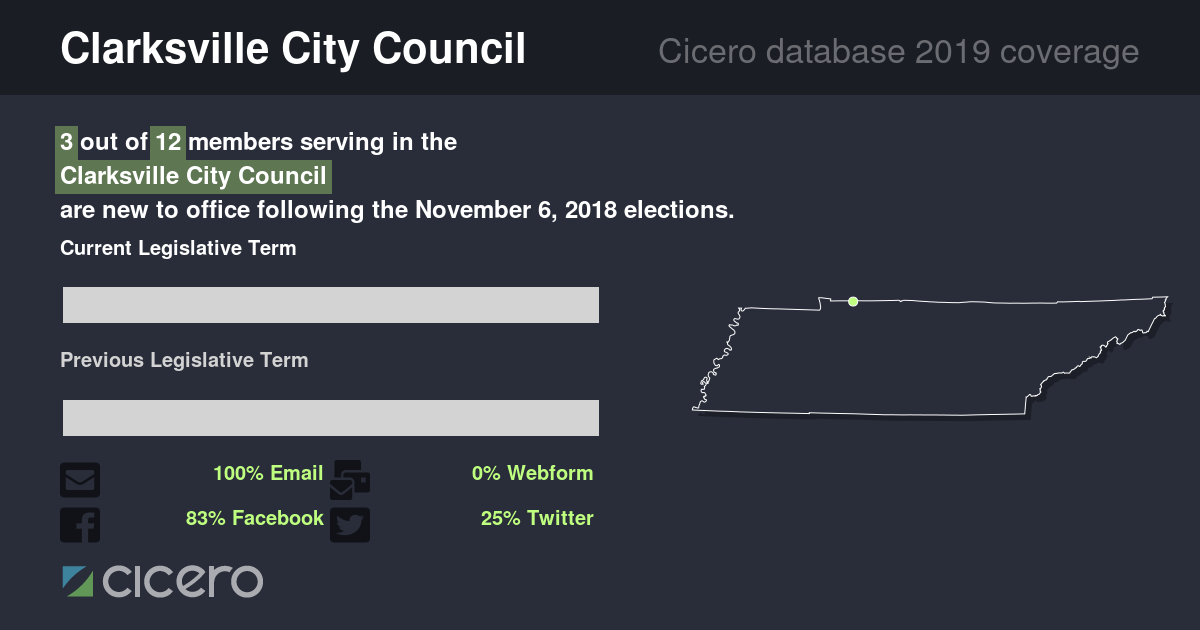 Clarksville City Council
Cicero database 2019 coverage
3 out of 12 members serving in the
Clarksville City Council
are new to office following the November 6, 2018 elections.
Current Legislative Term
Previous Legislative Term
100% Email
0% Webform
83% Facebook
25% Twitter
cicero